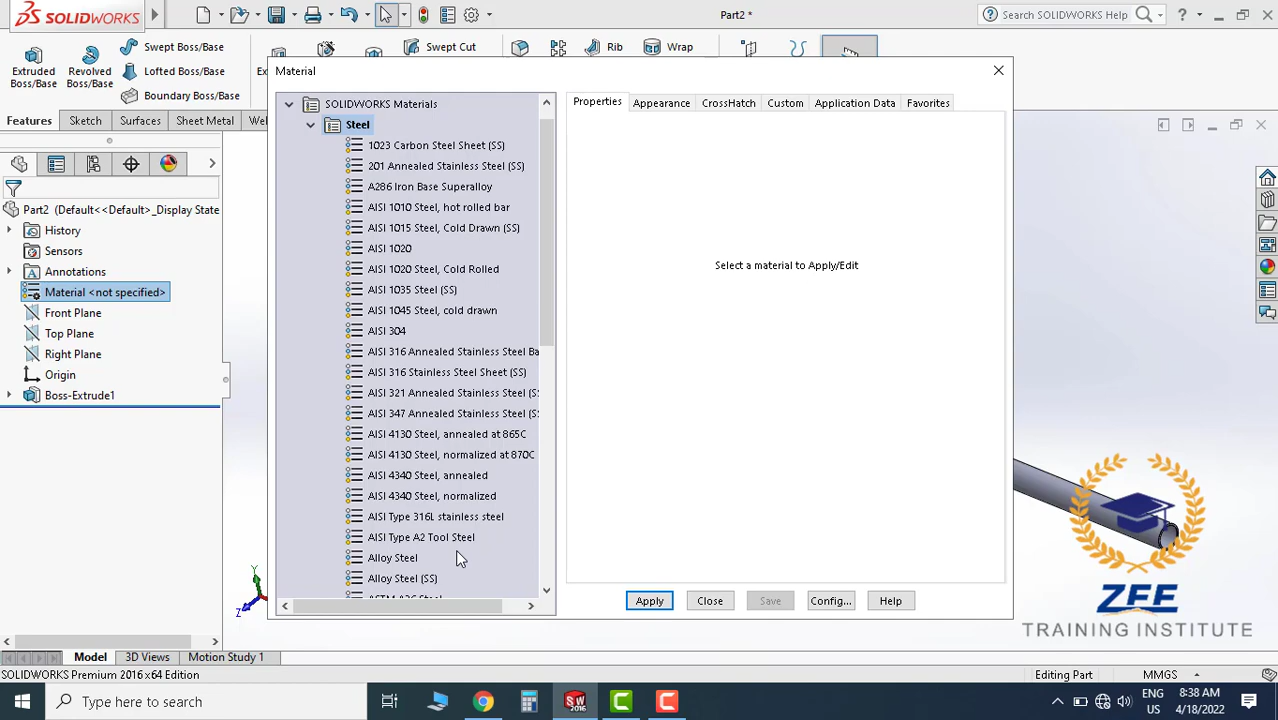 SOLIDWORKS
Part2 *
Search SOLIDWORKS Help
Extruded Boss/Base
Revolved Boss/Base
Swept Boss/Base
Lofted Boss/Base
Boundary Boss/Base
Swept Cut
Rib
Wrap
Features
Sketch
Surfaces
Sheet Metal
Wel
Part2 (Default<<Default>_Display State
History
Sensors
Annotations
Material <not specified>
Front Plane
Top Plane
Right Plane
Origin
Boss-Extrude1
Material
SOLIDWORKS Materials
Steel
1023 Carbon Steel Sheet (SS)
201 Annealed Stainless Steel (SS)
A286 Iron Base Superalloy
AISI 1010 Steel, hot rolled bar
AISI 1015 Steel, Cold Drawn (SS)
AISI 1020
AISI 1020 Steel, Cold Rolled
AISI 1035 Steel (SS)
AISI 1045 Steel, cold drawn
AISI 304
AISI 316 Annealed Stainless Steel Ba
AISI 316 Stainless Steel Sheet (SS)
AISI 321 Annealed Stainless Steel (S
AISI 347 Annealed Stainless Steel (S
AISI 4130 Steel, annealed at 865C
AISI 4130 Steel, normalized at 870C
AISI 4340 Steel, annealed
AISI 4340 Steel, normalized
AISI Type 316L stainless steel
AISI Type A2 Tool Steel
Alloy Steel
Alloy Steel (SS)
Properties
Appearance
CrossHatch
Custom
Application Data
Favorites
Select a material to Apply/Edit
Apply
Close
Save
Config...
Help
Y
Z
ZFE
TRAINING INSTITUTE
Model
3D Views
Motion Study 1
SOLIDWORKS Premium 2016 x64 Edition
Editing Part
MMGS
Type here to search
ENG
US
8:38 AM
4/18/2022